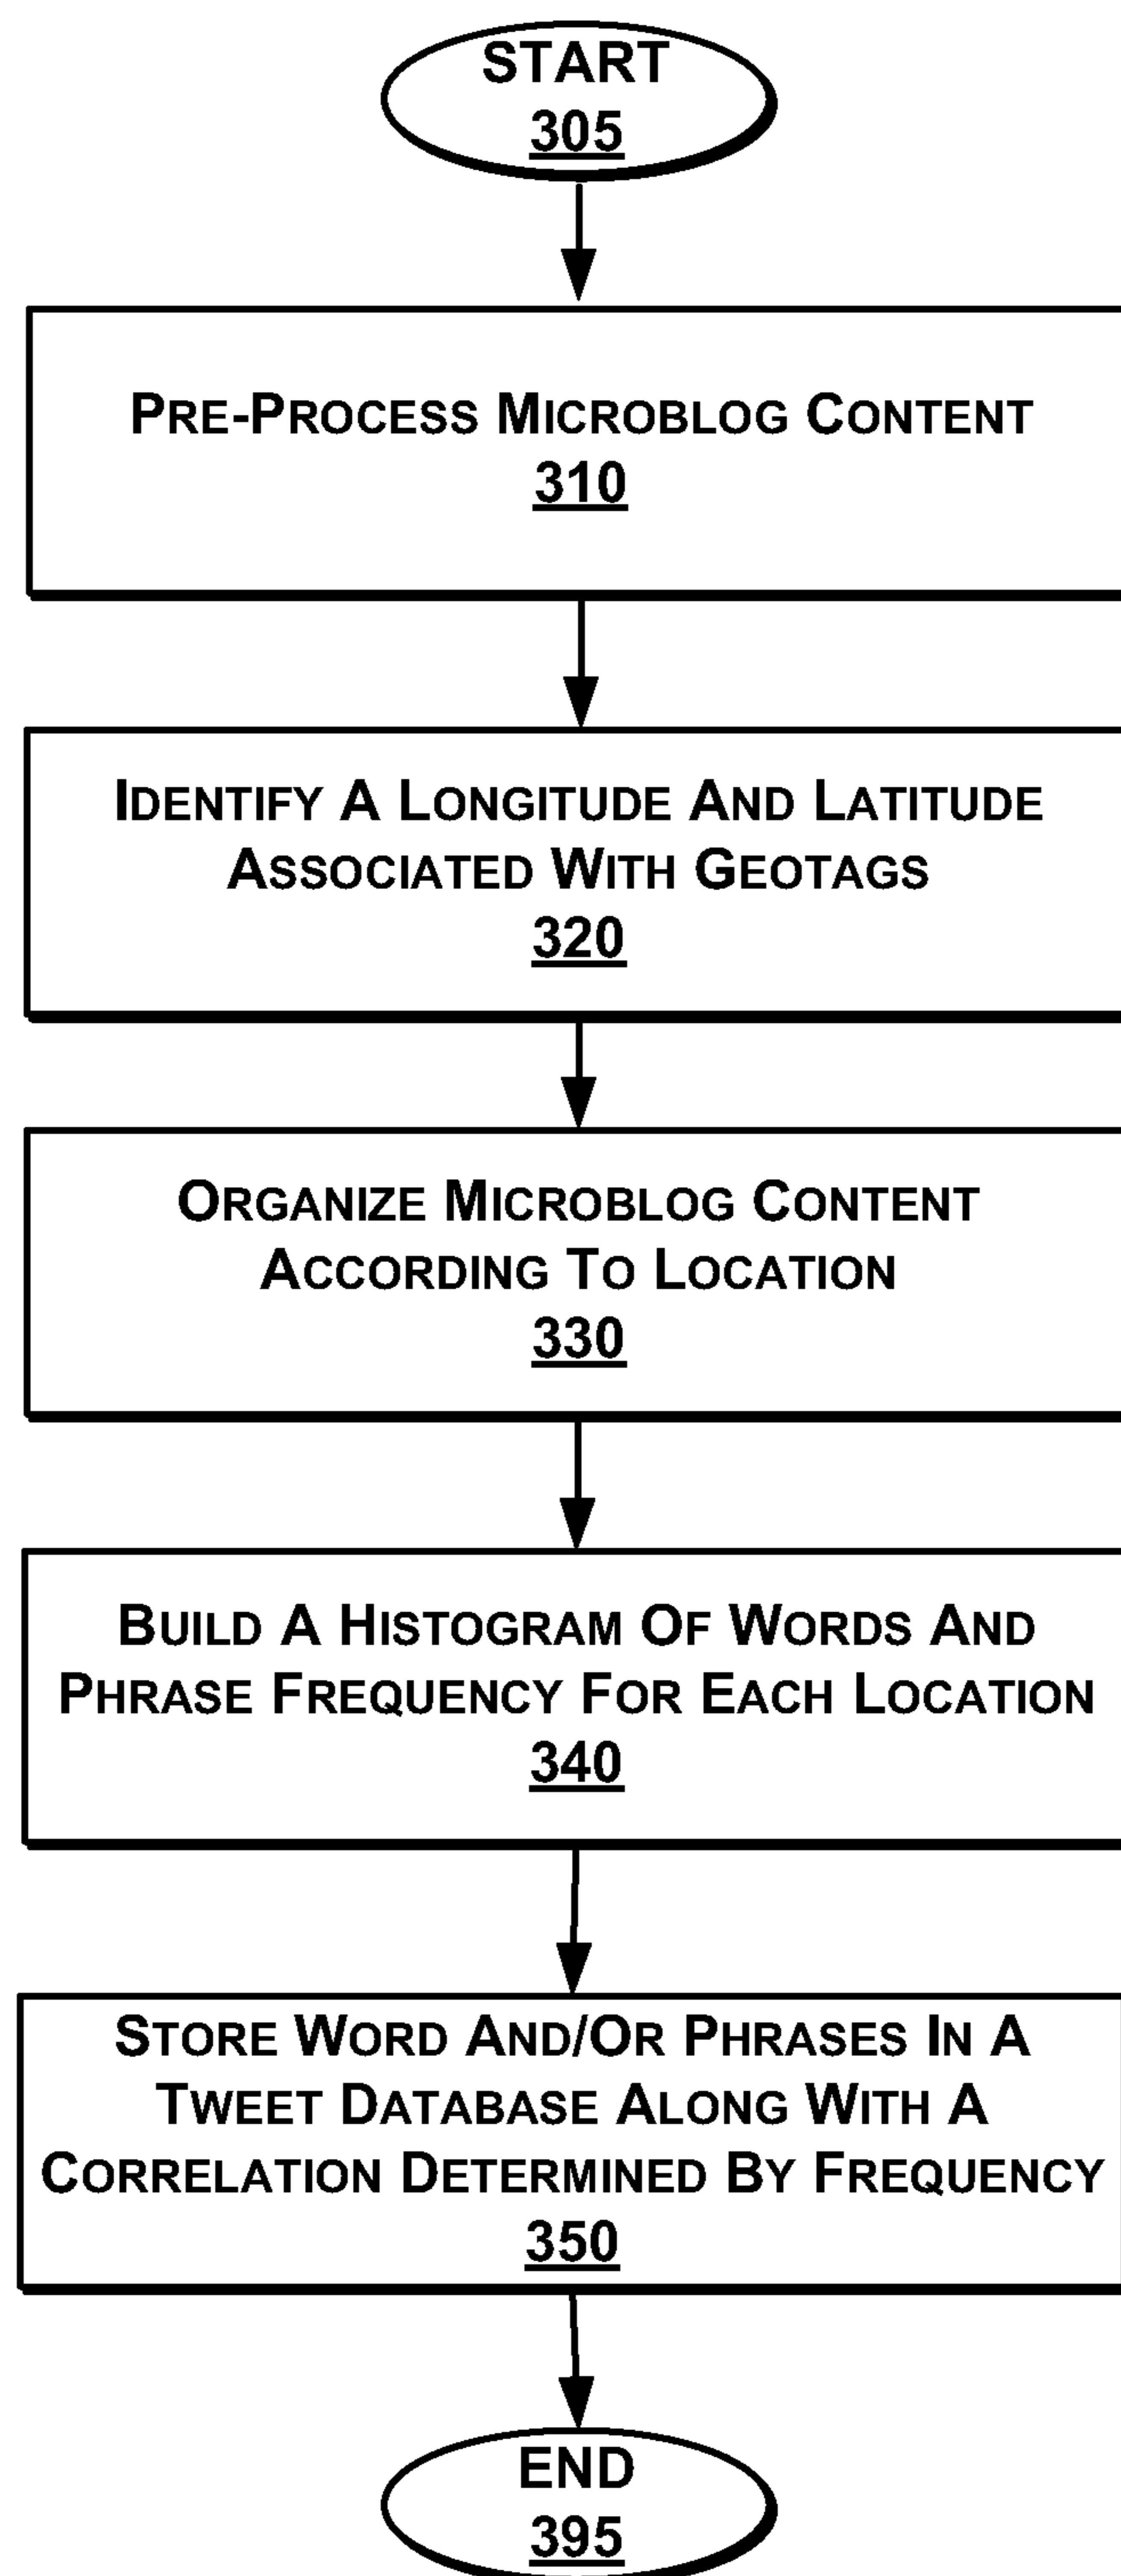 START
305
PRE-PROCESS MICROBLOG CONTENT
310
IDENTIFY A LONGITUDE AND LATITUDE
ASSOCIATED WITH GEOTAGS
320
ORGANIZE MICROBLOG CONTENT
ACCORDING TO LOCATION
330
BUILD A HISTOGRAM OF WORDS AND
PHRASE FREQUENCY FOR EACH LOCATION
340
STORE WORD AND/OR PHRASES IN A
TWEET DATABASE ALONG WITH A
CORRELATION DETERMINED BY FREQUENCY
350
END
395